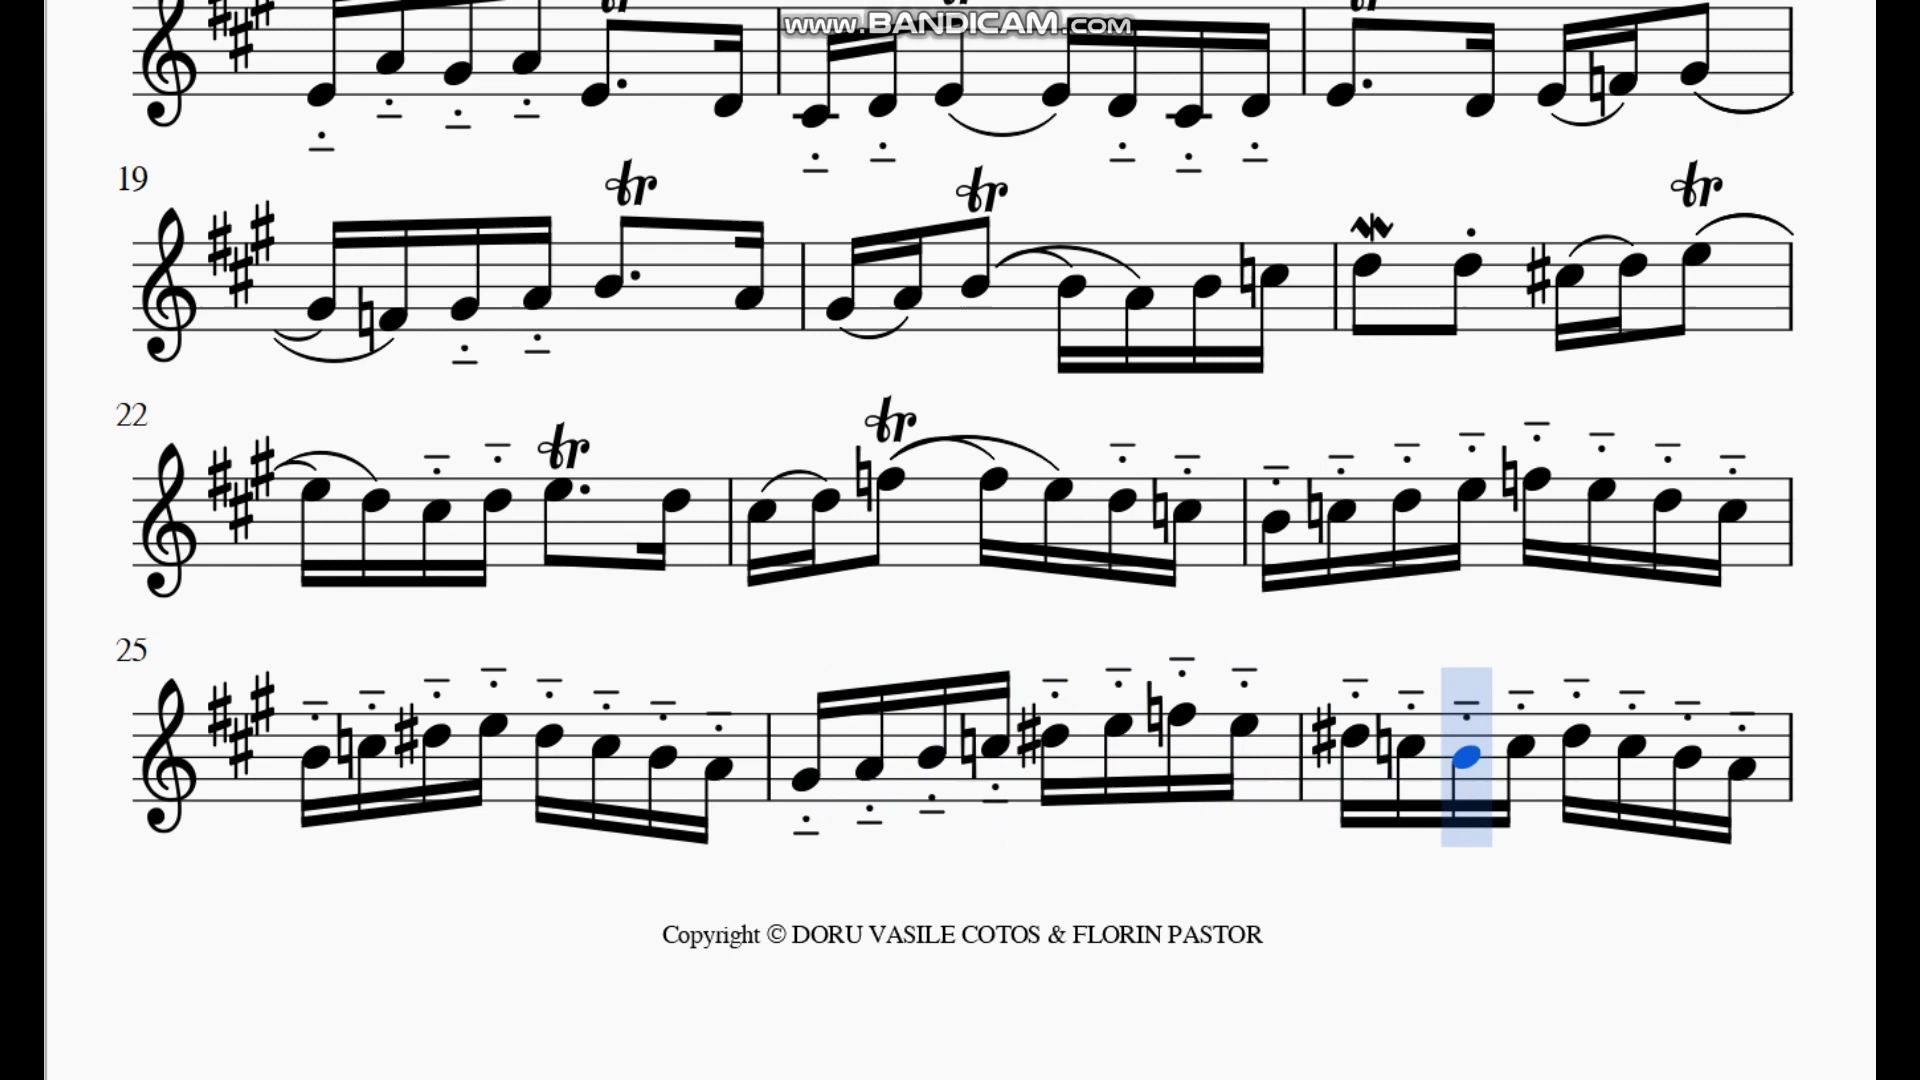 www.BANDICAM.com
19
tr
tr
tr
22
tr
tr
25
Copyright © DORU VASILE COTOS & FLORIN PASTOR